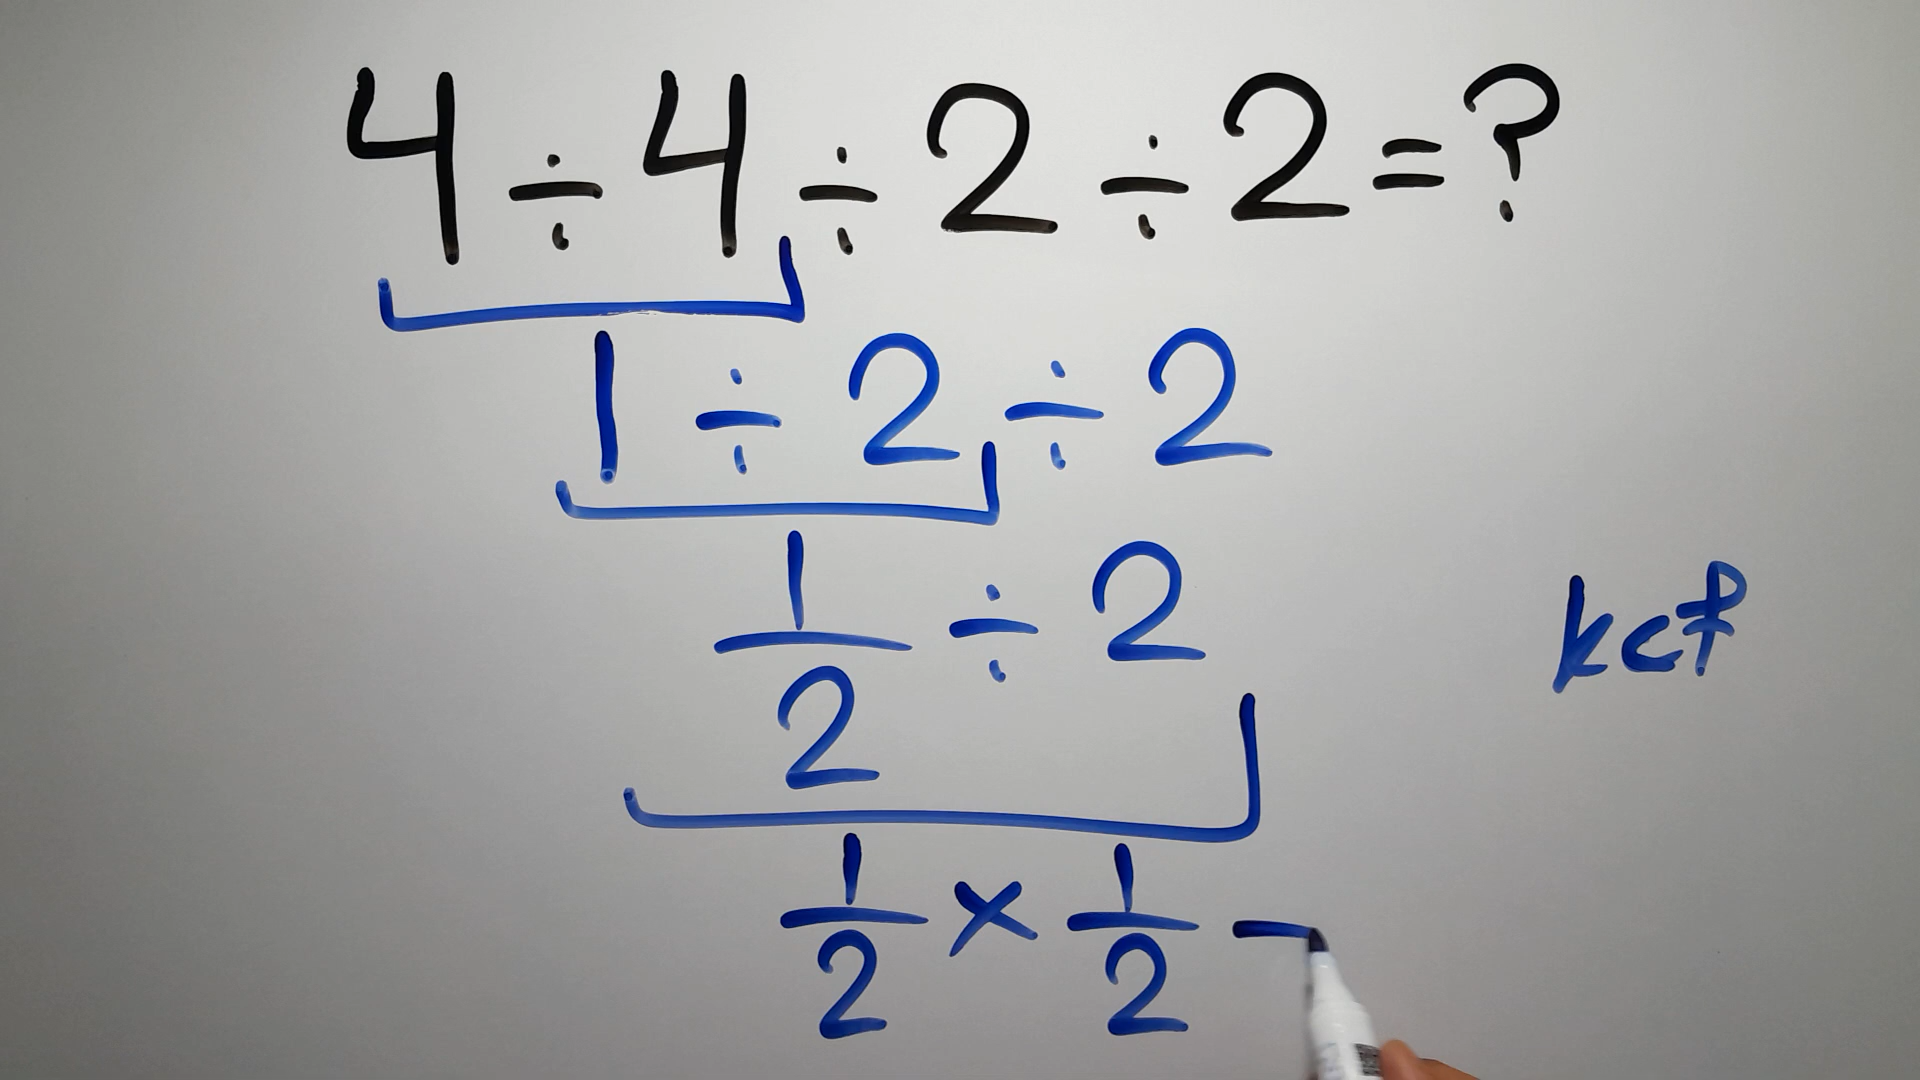 4 ÷ 4 ÷ 2 ÷ 2 = ?
1 ÷ 2 ÷ 2
1/2 ÷ 2
kcf
1/2 × 1/2 -